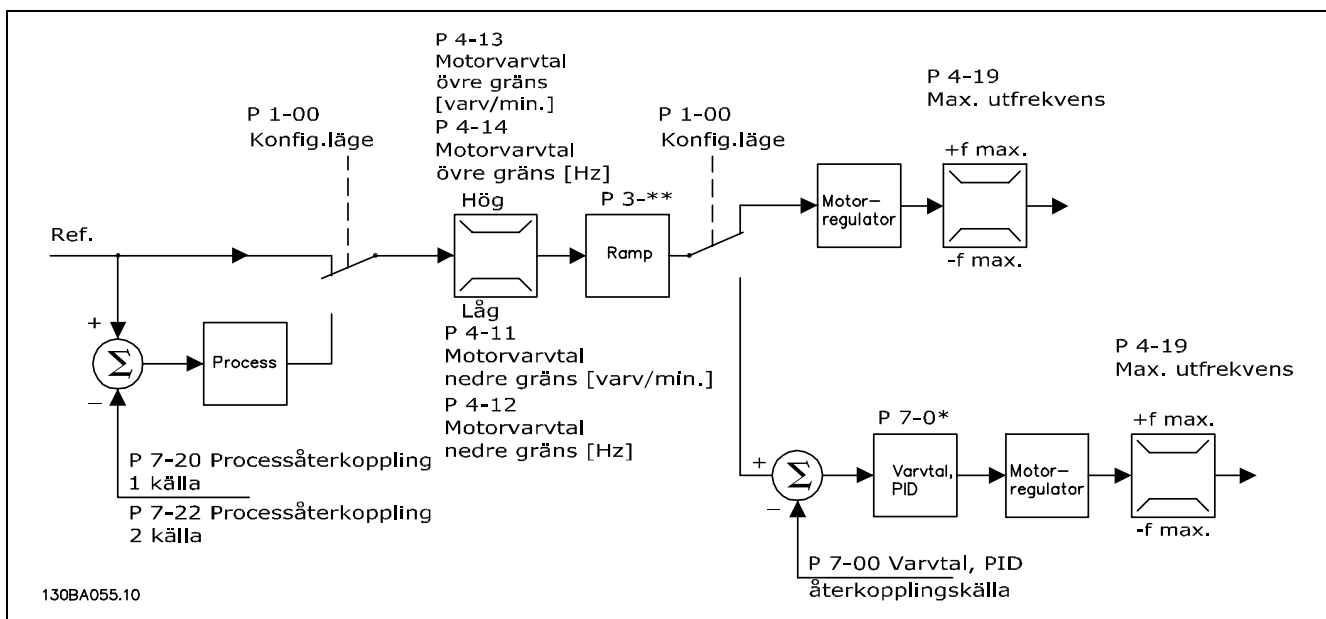 P 4-13
Motorvarvtal
övre gräns
[varv/min.]
P 4-14
Motorvarvtal
övre gräns [Hz]
P 1-00
Konfig.läge
P 1-00
Konfig.läge
P 4-19
Max. utfrekvens
Hög
P 3-**
+f max.
Ref.
Ramp
Motor-
regulator
-f max.
Låg
P 4-11
Motorvarvtal
nedre gräns [varv/min.]
P 4-12
Motorvarvtal
nedre gräns [Hz]
+
Σ
−
Process
P 7-20 Processåterkoppling
1 källa
P 7-22 Processåterkoppling
2 källa
P 4-19
Max. utfrekvens
P 7-0*
+f max.
+
Σ
−
Varvtal,
PID
Motor-
regulator
-f max.
P 7-00 Varvtal, PID
återkopplingskälla
130BA055.10